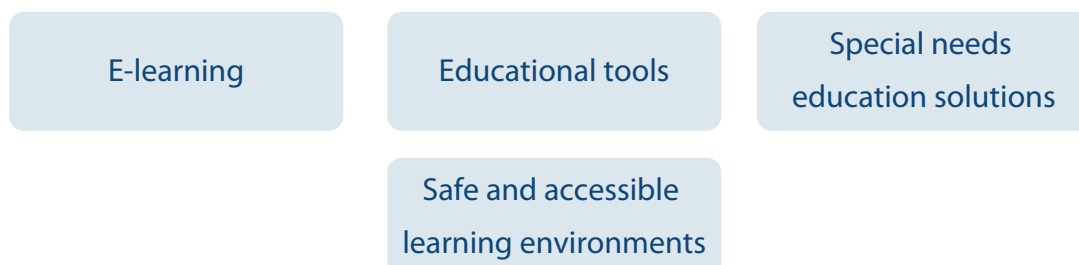 E-learning
Educational tools
Special needs
education solutions
Safe and accessible
learning environments